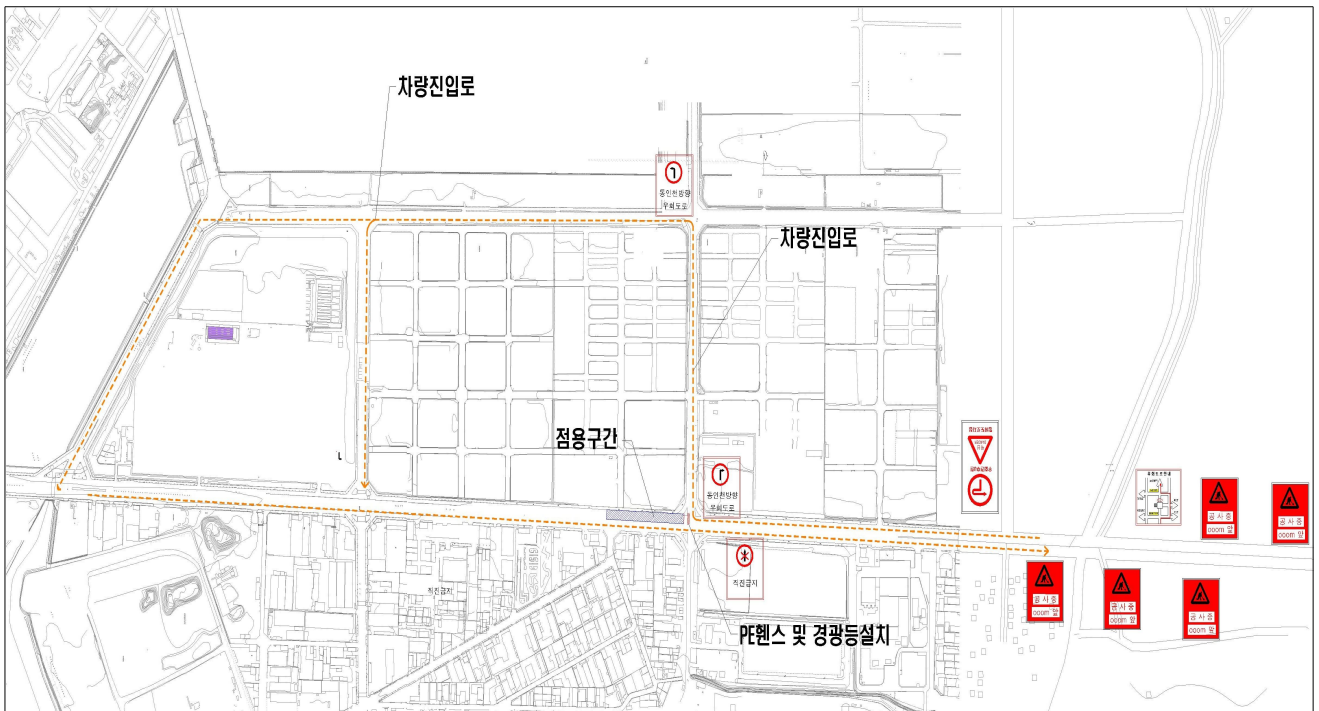 차량진입로
동인천방향
우회도로
차량진입로
점용구간
동인천방향
우회도로
공사중
ooom 앞
공사중
ooom 앞
직진금지
직진금지
공사중
ooom 앞
공사중
ooom 앞
공사중
ooom 앞
PE휀스 및 경광등설치